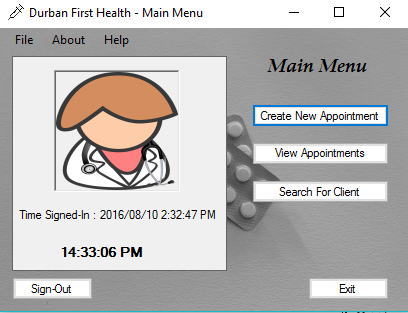 Durban First Health - Main Menu
File About Help
Main Menu
Create New Appointment
View Appointments
Search For Client
Time Signed-In : 2016/08/10 2:32:47 PM
14:33:06 PM
Sign-Out
Exit